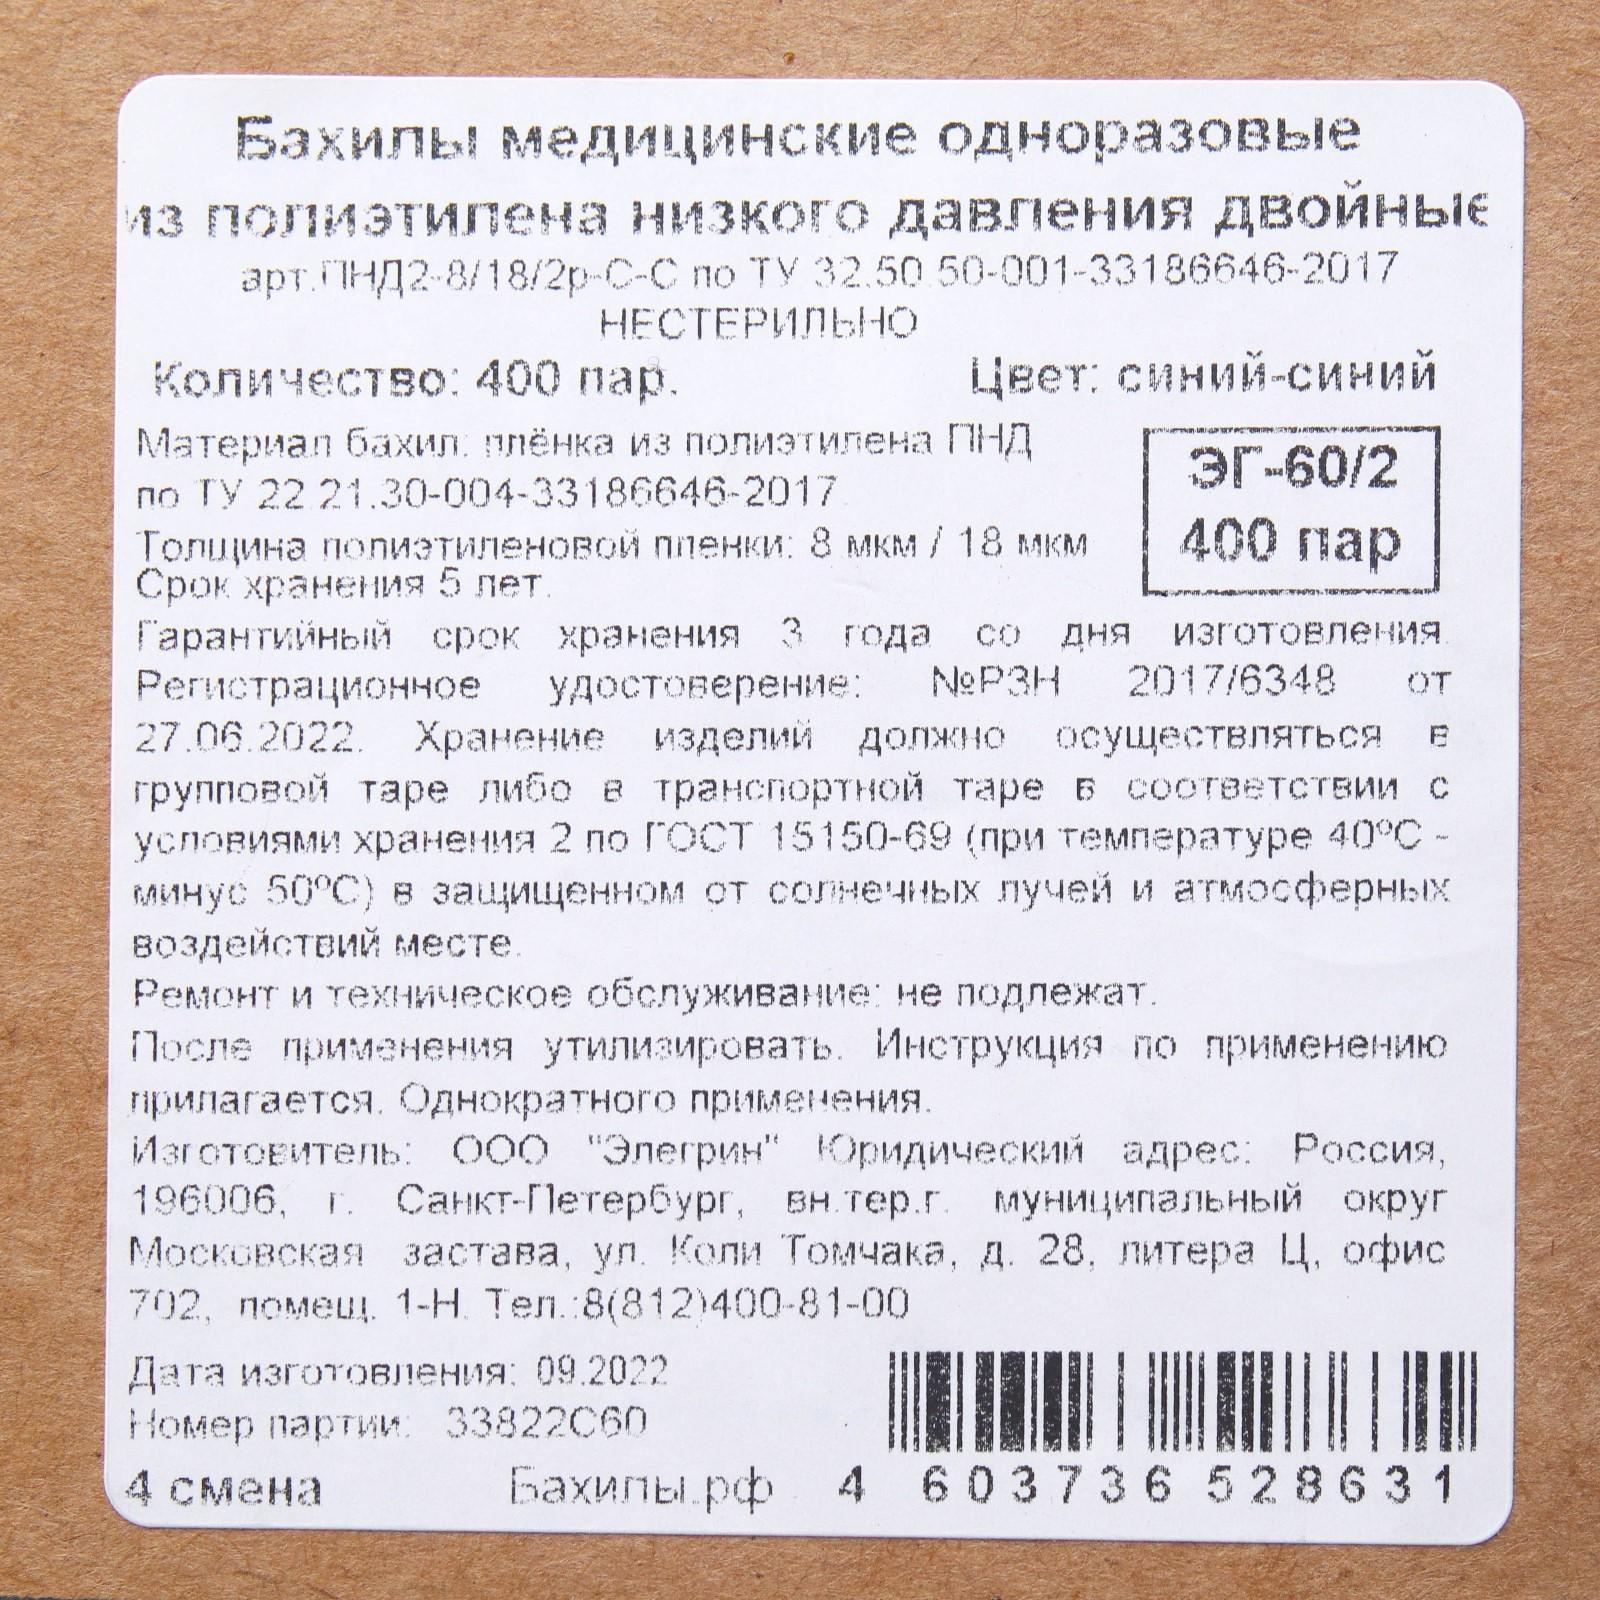 Бахилы медицинские одноразовые
из полиэтилена низкого давления двойные
арт.ПНД2-8/18/2р-С-С по ТУ 32.50.50-001-33186646-2017
НЕСТЕРИЛЬНО
Количество: 400 пар. Цвет: синий-синий
Материал бахил: плёнка из полиэтилена ПНД
по ТУ 22.21.30-004-33186646-2017.
ЭГ-60/2
400 пар
Толщина полиэтиленовой пленки: 8 мкм / 18 мкм
Срок хранения 5 лет.
Гарантийный срок хранения 3 года со дня изготовления.
Регистрационное удостоверение: №РЗН 2017/6348 от
27.06.2022. Хранение изделий должно осуществляться в
групповой таре либо в транспортной таре в соответствии с
условиями хранения 2 по ГОСТ 15150-69 (при температуре 40ºС -
минус 50ºС) в защищенном от солнечных лучей и атмосферных
воздействий месте.
Ремонт и техническое обслуживание: не подлежат.
После применения утилизировать. Инструкция по применению
прилагается. Однократного применения.
Изготовитель: ООО "Элегрин" Юридический адрес: Россия,
196006, г. Санкт-Петербург, вн.тер.г. муниципальный округ
Московская застава, ул. Коли Томчака, д. 28, литера Ц, офис
702, помещ. 1-Н. Тел.:8(812)400-81-00
Дата изготовления: 09.2022
Номер партии: 33822С60
4 смена Бахилы.рф 4 603736 528631